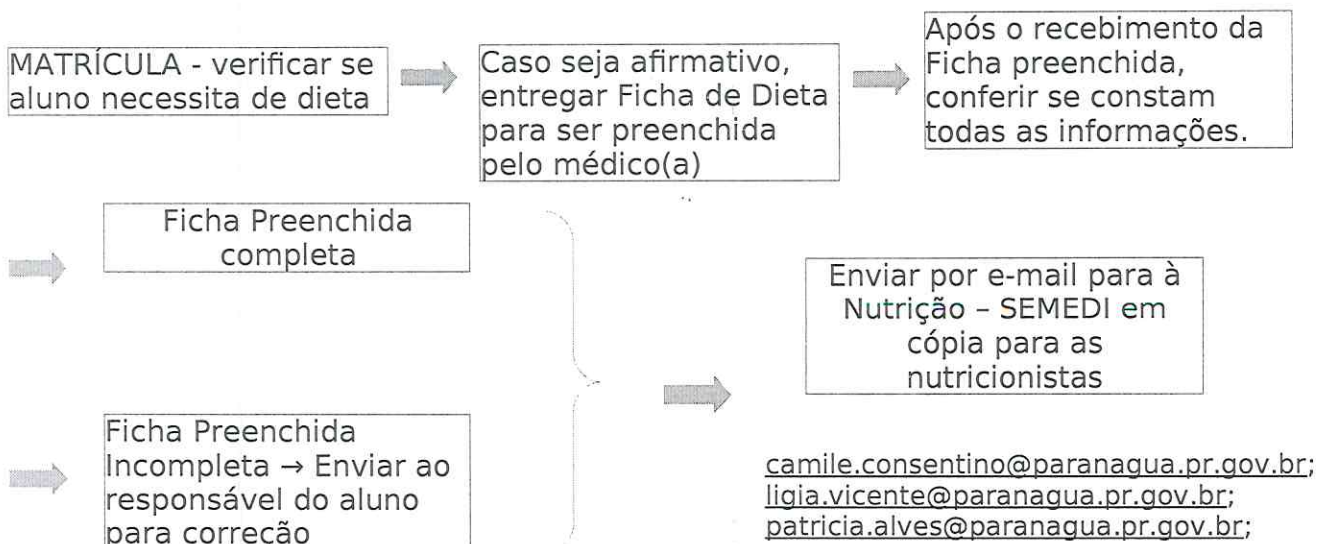 MATRÍCULA - verificar se
aluno necessita de dieta
Caso seja afirmativo,
entregar Ficha de Dieta
para ser preenchida
pelo médico(a)
Após o recebimento da
Ficha preenchida,
conferir se constam
todas as informações.
Ficha Preenchida
completa
Ficha Preenchida
Incompleta → Enviar ao
responsável do aluno
para correção
Enviar por e-mail para à
Nutrição – SEMEDI em
cópia para as
nutricionistas
camile.consentino@paranagua.pr.gov.br;
ligia.vicente@paranagua.pr.gov.br;
patricia.alves@paranagua.pr.gov.br;